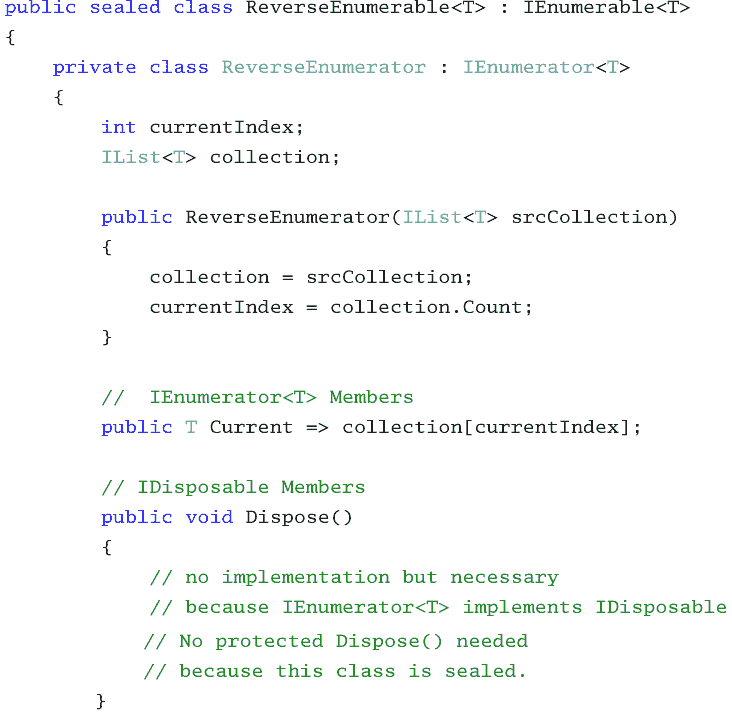 public sealed class ReverseEnumerable<T> : IEnumerable<T>
{
    private class ReverseEnumerator : IEnumerator<T>
    {
        int currentIndex;
        IList<T> collection;

        public ReverseEnumerator(IList<T> srcCollection)
        {
            collection = srcCollection;
            currentIndex = collection.Count;
        }

        //  IEnumerator<T> Members
        public T Current => collection[currentIndex];

        // IDisposable Members
        public void Dispose()
        {
            // no implementation but necessary
            // because IEnumerator<T> implements IDisposable
            // No protected Dispose() needed
            // because this class is sealed.
        }